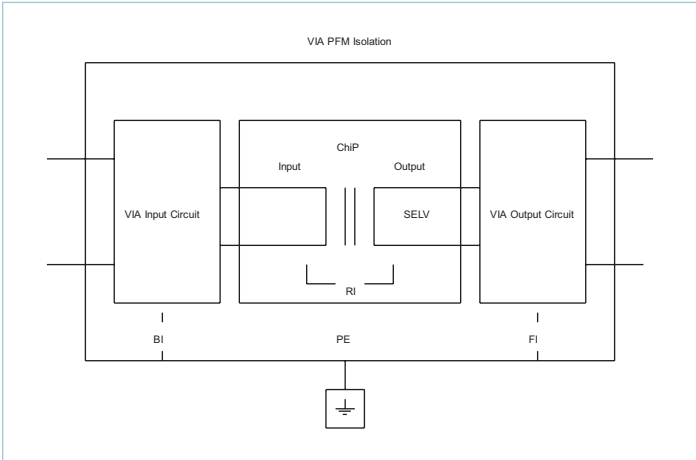 VIA PFM Isolation
ChiP
Input Output
VIA Input Circuit SELV VIA Output Circuit
RI
BI PE FI